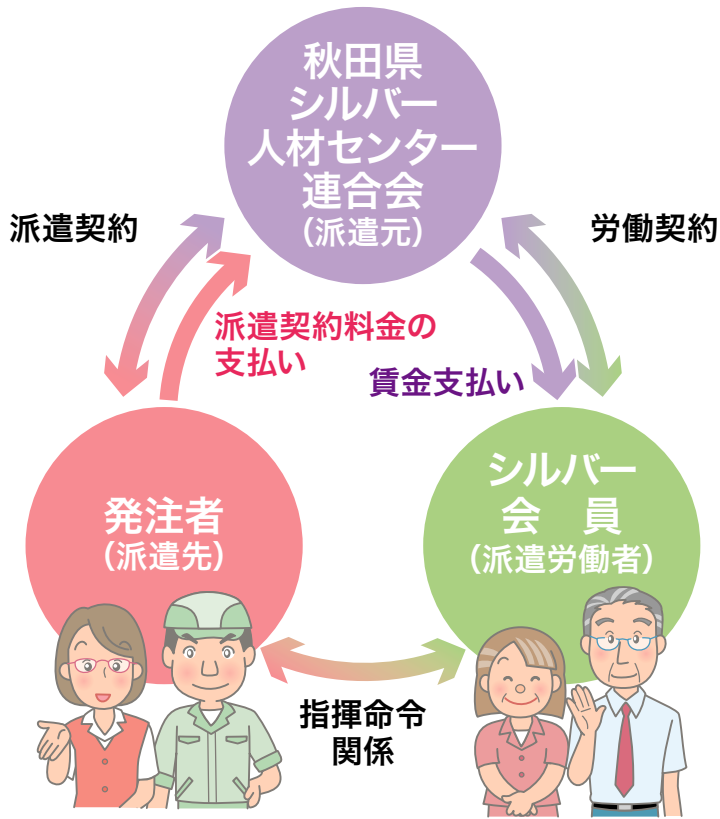 秋田県
シルバー
人材センター
連合会
（派遣元）
派遣契約
労働契約
派遣契約料金の
支払い
賃金支払い
発注者
（派遣先）
シルバー
会　員
（派遣労働者）
指揮命令
関係